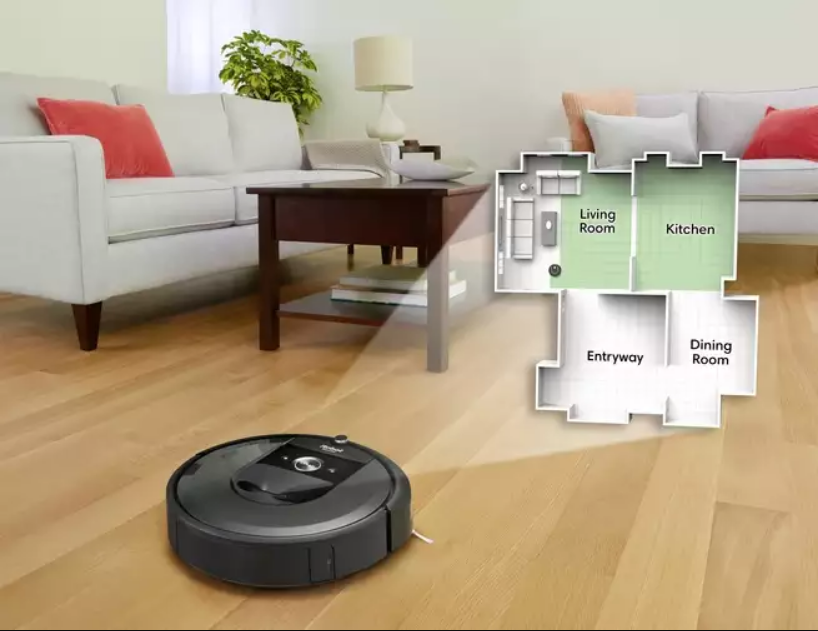 Living
Room
Kitchen
Entryway
Dining
Room